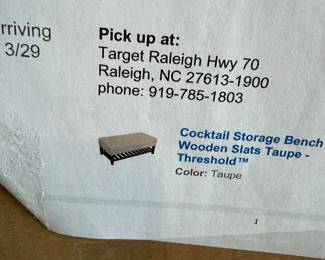 rriving
3/29
Pick up at:
Target Raleigh Hwy 70
Raleigh, NC 27613-1900
phone: 919-785-1803
Cocktail Storage Bench
Wooden Slats Taupe -
Threshold™
Color: Taupe
1